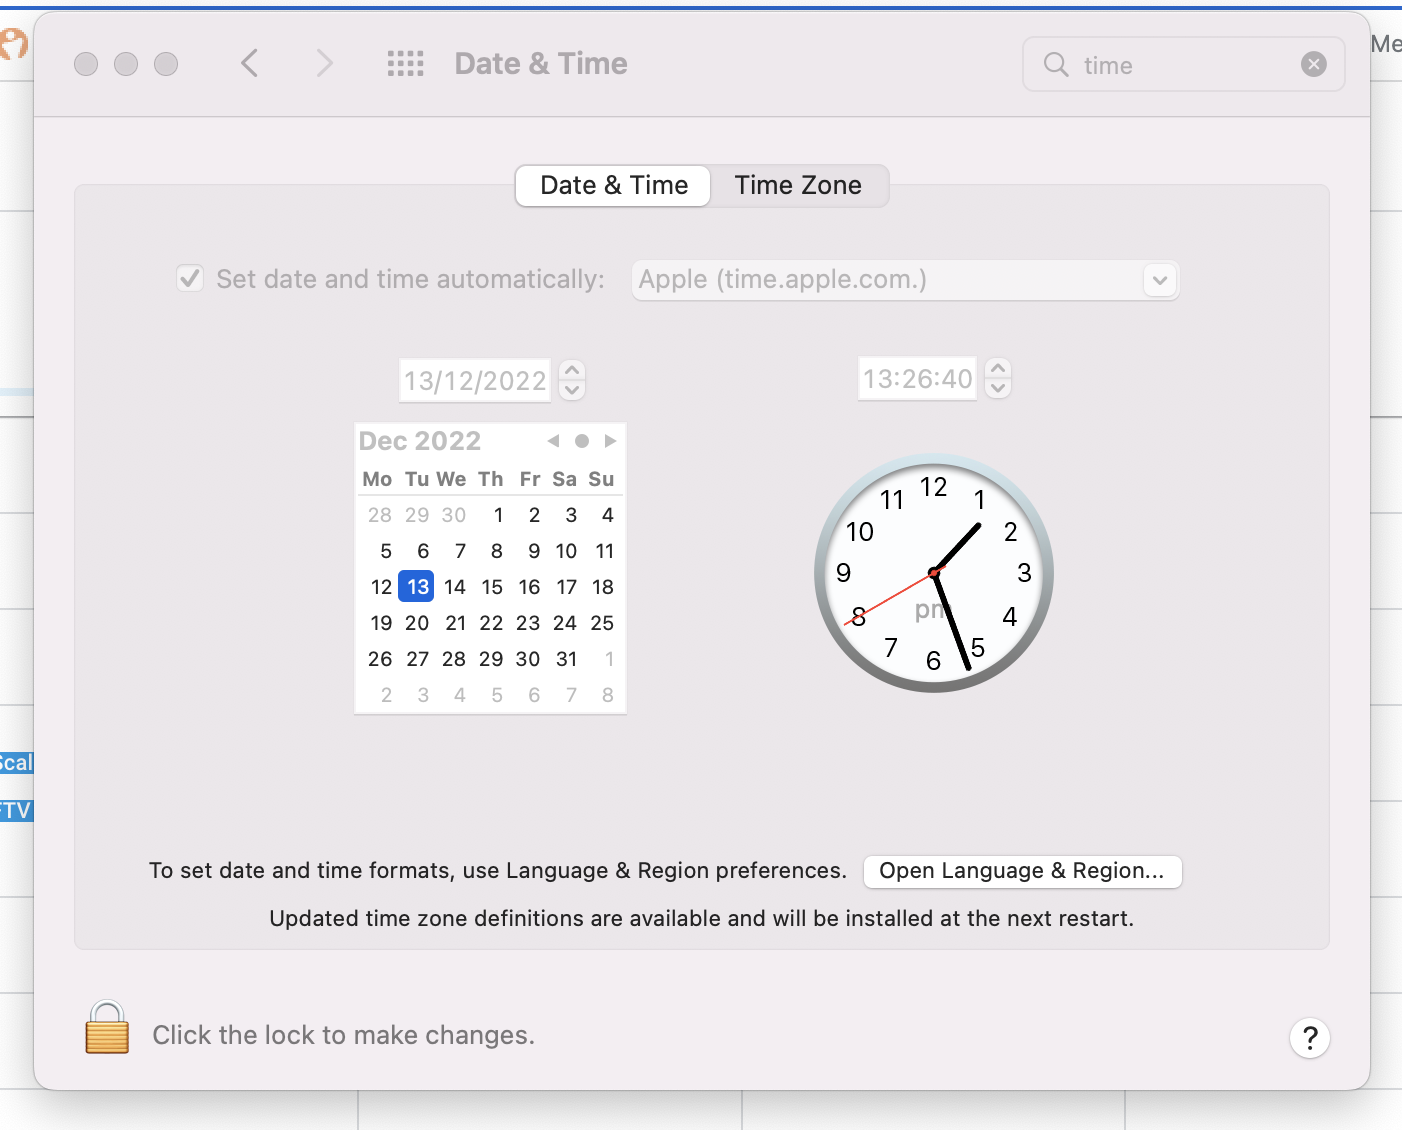 Date & Time
time
Me
Date & Time
Time Zone
Set date and time automatically:
Apple (time.apple.com.)
13/12/2022
13:26:40
Dec 2022
Mo Tu We Th Fr Sa Su
28 29 30 1 2 3 4
5 6 7 8 9 10 11
12 13 14 15 16 17 18
19 20 21 22 23 24 25
26 27 28 29 30 31 1
2 3 4 5 6 7 8
12
11 1
10 2
9 3
8 pm 4
7 5
6
Scal
FTV
To set date and time formats, use Language & Region preferences.
Open Language & Region...
Updated time zone definitions are available and will be installed at the next restart.
Click the lock to make changes.
?